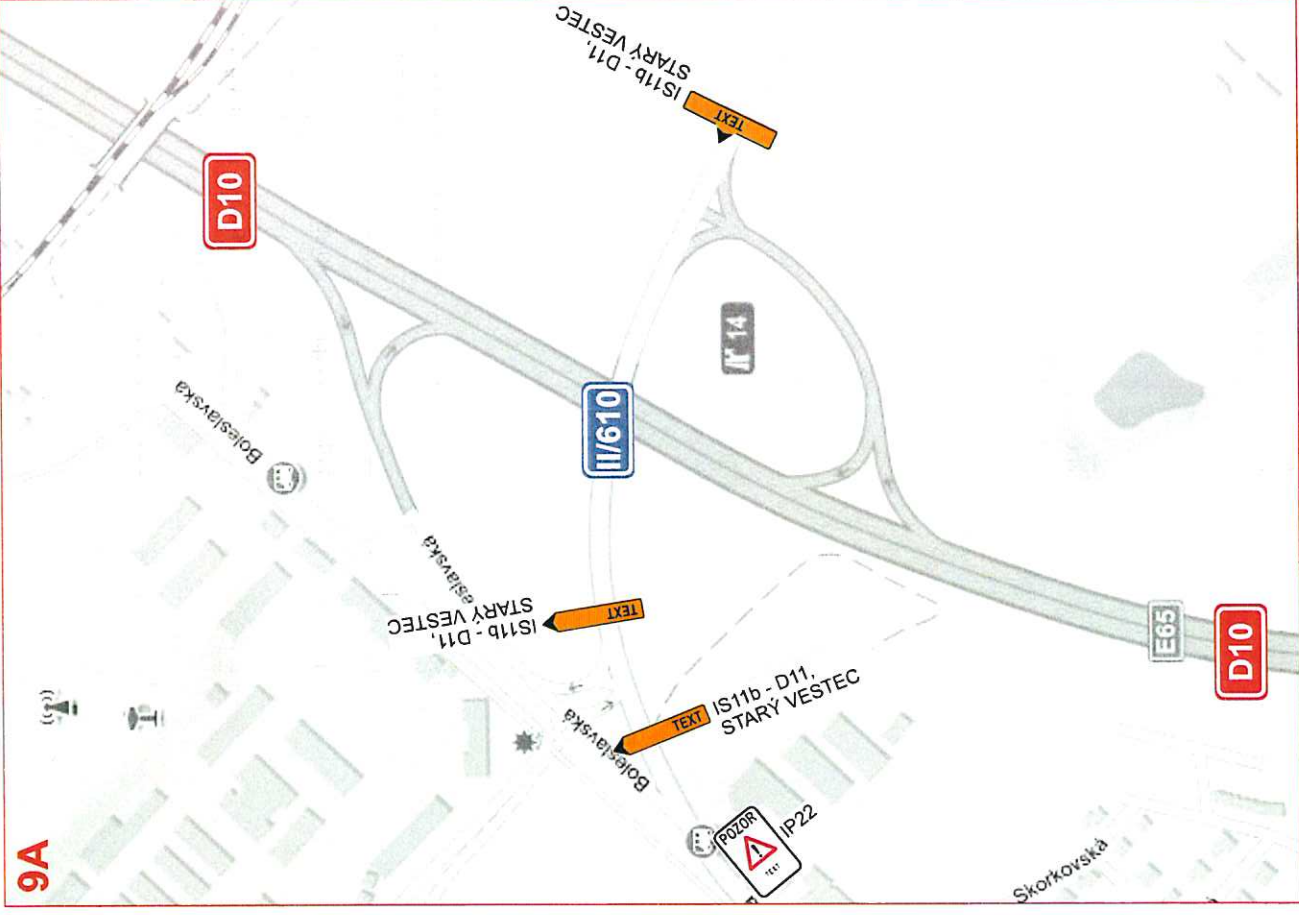 9A
D10
IS11b - D11,
STARÝ VESTEC
TEXT
Boleslavská
14
II/610
eslavská
IS11b - D11,
STARÝ VESTEC
TEXT
Boleslavská
TEXT
IS11b - D11,
STARÝ VESTEC
E65
D10
POZOR
TEXT
IP22
Skorkovská